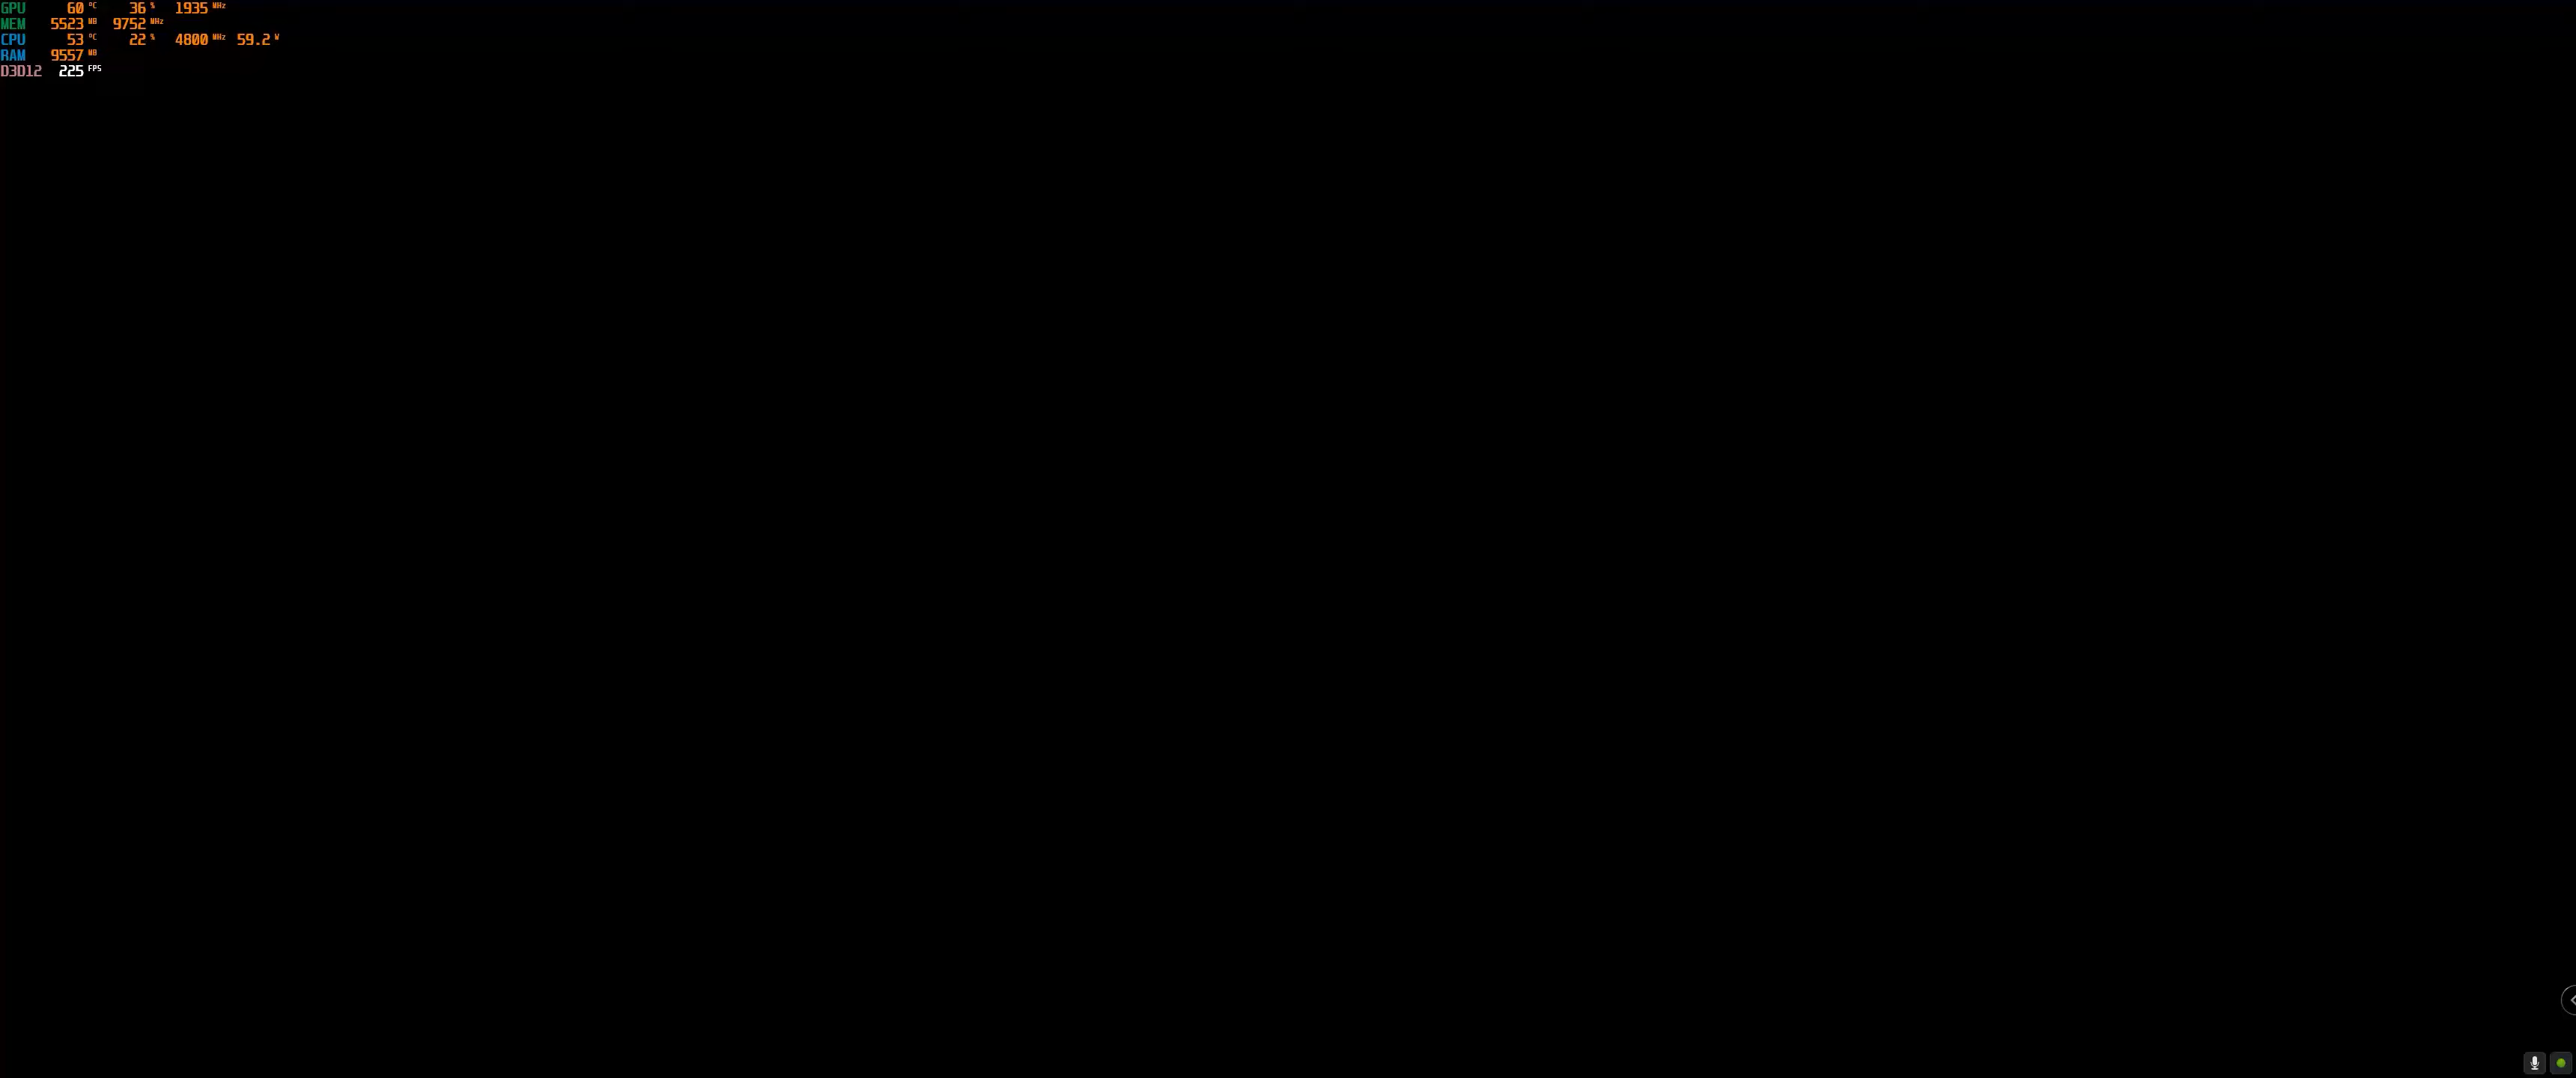 GPU 60 °C 36 % 1935 MHz
MEM 5523 MB 9752 MHz
CPU 53 °C 22 % 4800 MHz 59.2 W
RAM 9557 MB
D3D12 225 FPS